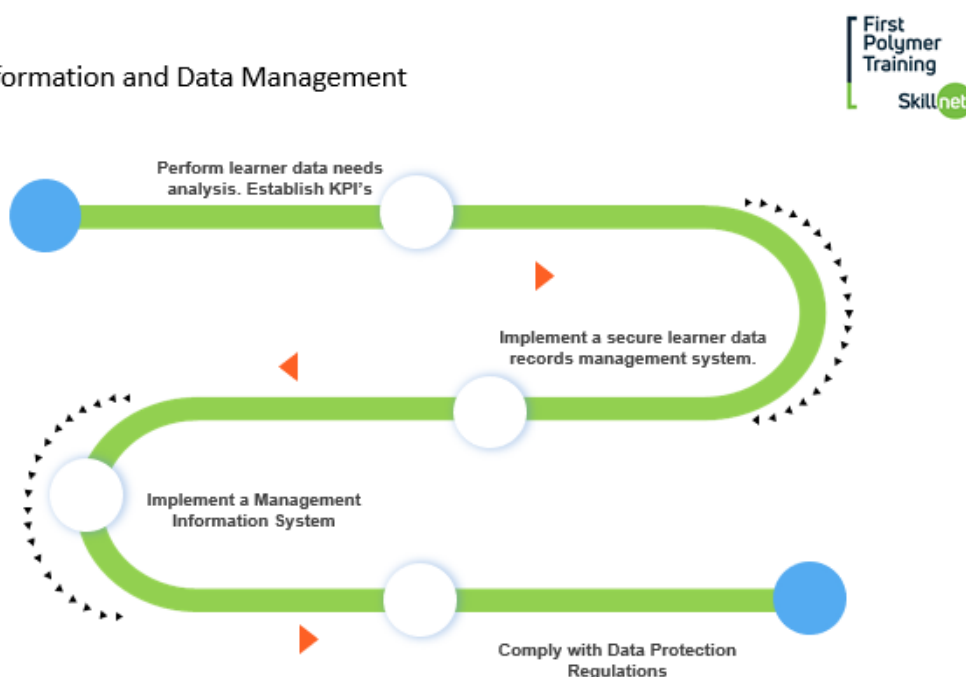 First
Polymer
Training
Skillnet
formation and Data Management
Perform learner data needs
analysis. Establish KPI's
Implement a secure learner data
records management system.
Implement a Management
Information System
Comply with Data Protection
Regulations